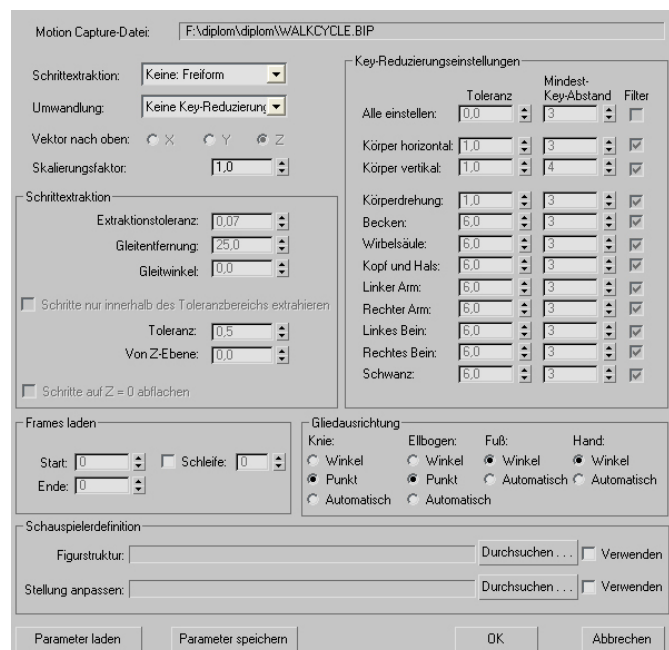 Motion Capture-Datei: F:\diplom\diplom\WALKCYCLE.BIP
Schrittextraktion: Keine: Freiform
Umwandlung: Keine Key-Reduzierung
Vektor nach oben: X Y Z
Skalierungsfaktor: 1,0
Schrittextraktion
Extraktionstoleranz: 0,07
Gleitentfernung: 25,0
Gleitwinkel: 0,0
Schritte nur innerhalb des Toleranzbereichs extrahieren
Toleranz: 0,5
Von Z-Ebene: 0,0
Schritte auf Z = 0 abflachen
Key-Reduzierungseinstellungen
Toleranz Mindest-Key-Abstand Filter
Alle einstellen: 0,0 3
Körper horizontal: 1,0 3
Körper vertikal: 1,0 4
Körperdrehung: 1,0 3
Becken: 6,0 3
Wirbelsäule: 6,0 3
Kopf und Hals: 6,0 3
Linker Arm: 6,0 3
Rechter Arm: 6,0 3
Linkes Bein: 6,0 3
Rechtes Bein: 6,0 3
Schwanz: 6,0 3
Frames laden
Start: 0 Schleife: 0
Ende: 0
Gliedausrichtung
Knie: Ellbogen: Fuß: Hand:
Winkel Winkel Winkel Winkel
Punkt Punkt Automatisch Automatisch
Automatisch Automatisch
Schauspielerdefinition
Figurstruktur: Durchsuchen . . . Verwenden
Stellung anpassen: Durchsuchen . . . Verwenden
Parameter laden Parameter speichern OK Abbrechen